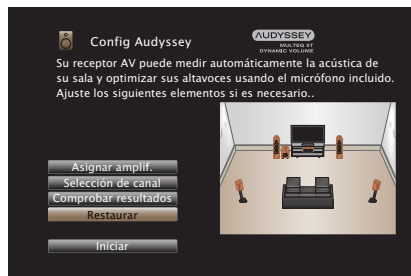 Config Audyssey
AUDYSSEY
MULTEQ XT
DYNAMIC VOLUME
Su receptor AV puede medir automáticamente la acústica de
su sala y optimizar sus altavoces usando el micrófono incluido.
Ajuste los siguientes elementos si es necesario..
Asignar amplif.
Selección de canal
Comprobar resultados
Restaurar
Iniciar